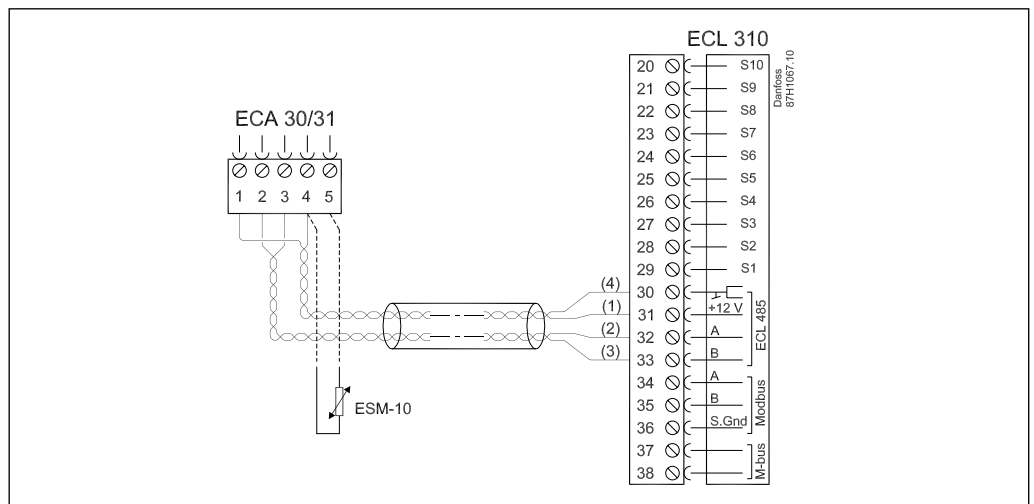 ECL 310
Danfoss
87H1067.10
ECA 30/31
1 2 3 4 5
20 S10
21 S9
22 S8
23 S7
24 S6
25 S5
26 S4
27 S3
28 S2
29 S1
(4) 30
(1) 31 +12 V
(2) 32 A
(3) 33 B
ECL 485
34 A
35 B
36 S.Gnd
Modbus
37
38
M-bus
ESM-10